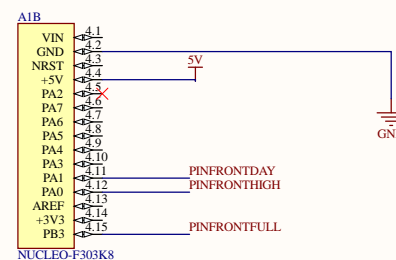 A1B
VIN 4.1
GND 4.2
NRST 4.3
+5V 4.4 5V
PA2 4.5
PA7 4.6
PA6 4.7
PA5 4.8
PA4 4.9
PA3 4.10
PA1 4.11 PINFRONTDAY
PA0 4.12 PINFRONTHIGH
AREF 4.13
+3V3 4.14
PB3 4.15 PINFRONTFULL
GN
NUCLEO-F303K8